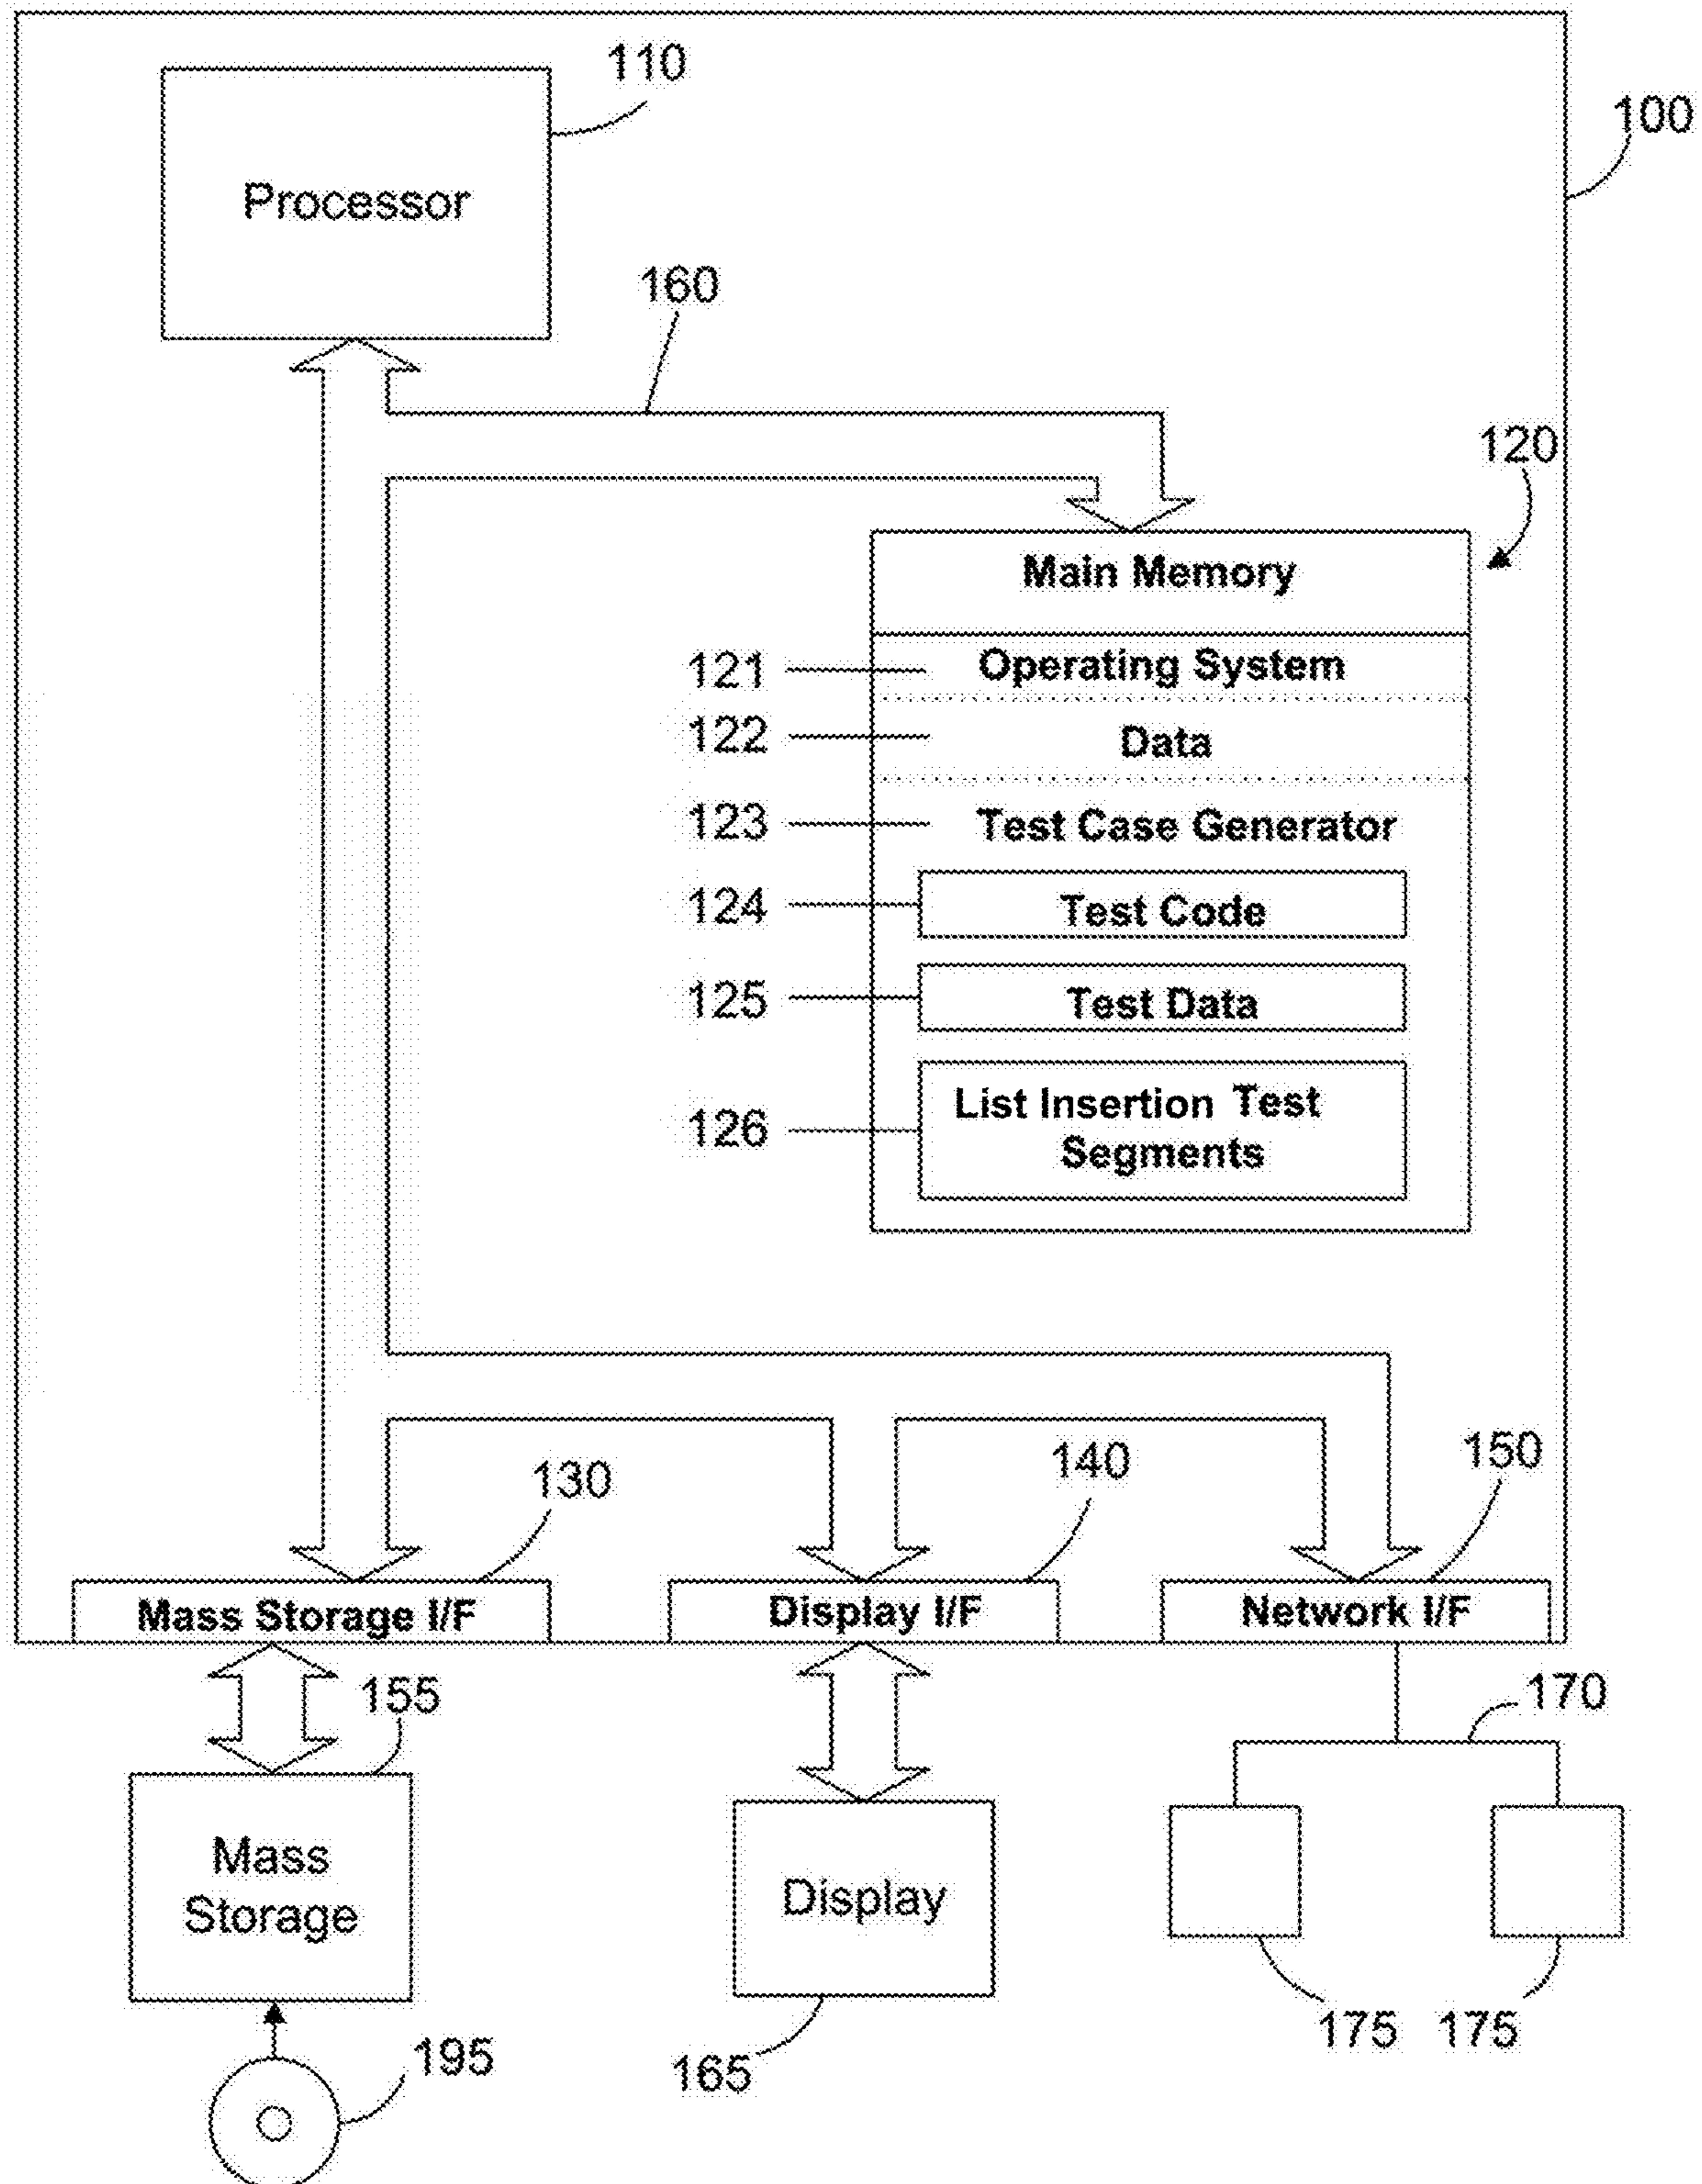 110
100
Processor
160
120
Main Memory
121
Operating System
122
Data
123
Test Case Generator
124
Test Code
125
Test Data
126
List Insertion Test
Segments
130
140
150
Mass Storage I/F
Display I/F
Network I/F
155
170
Mass
Storage
Display
175
175
195
165